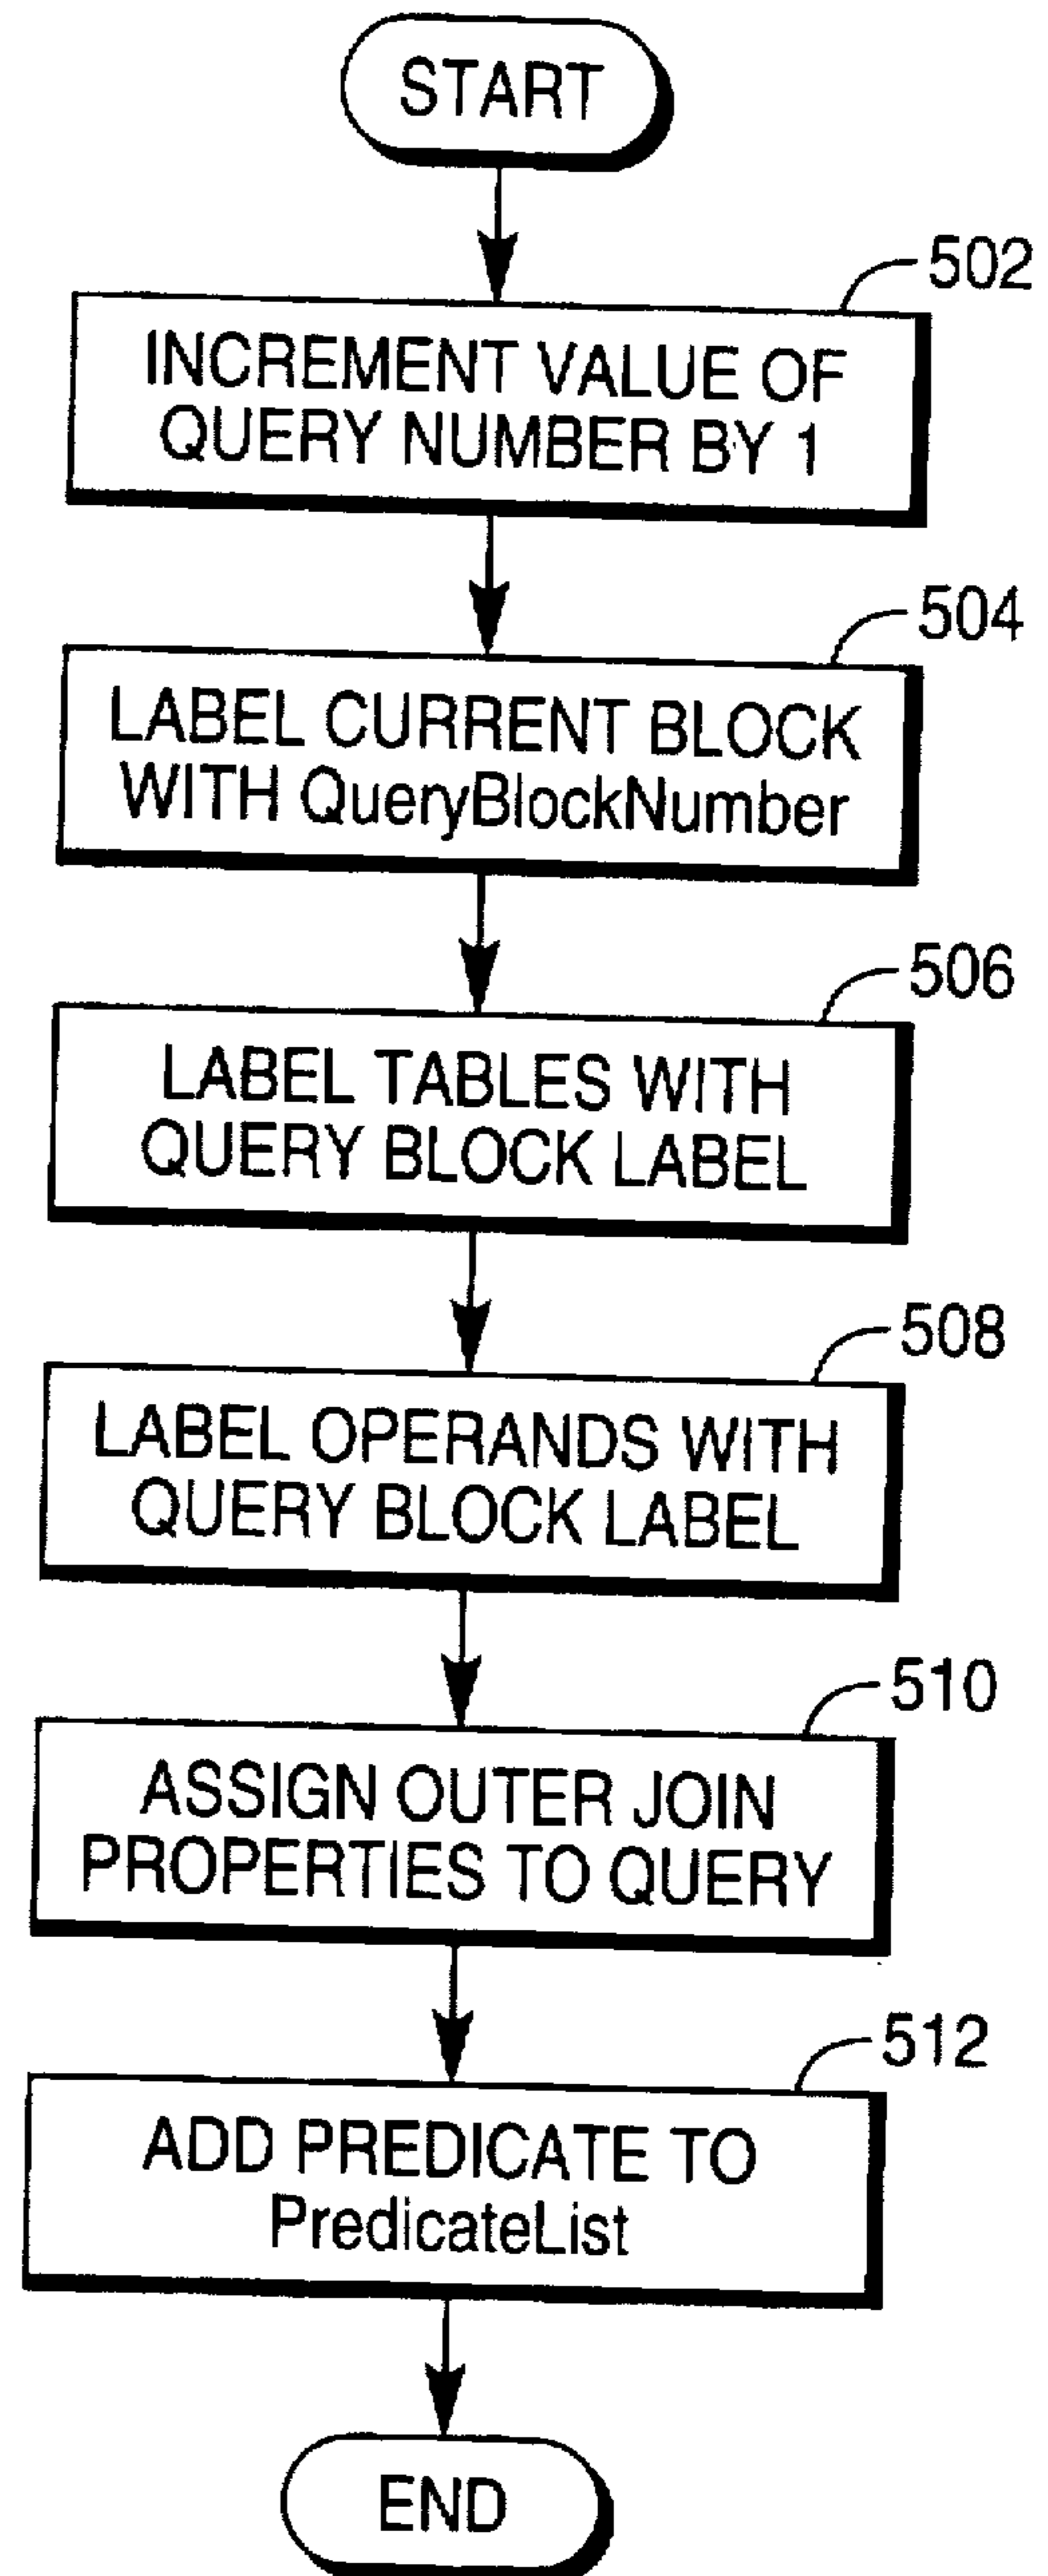 START
502
INCREMENT VALUE OF
QUERY NUMBER BY 1
504
LABEL CURRENT BLOCK
WITH QueryBlockNumber
506
LABEL TABLES WITH
QUERY BLOCK LABEL
508
LABEL OPERANDS WITH
QUERY BLOCK LABEL
510
ASSIGN OUTER JOIN
PROPERTIES TO QUERY
512
ADD PREDICATE TO
PredicateList
END